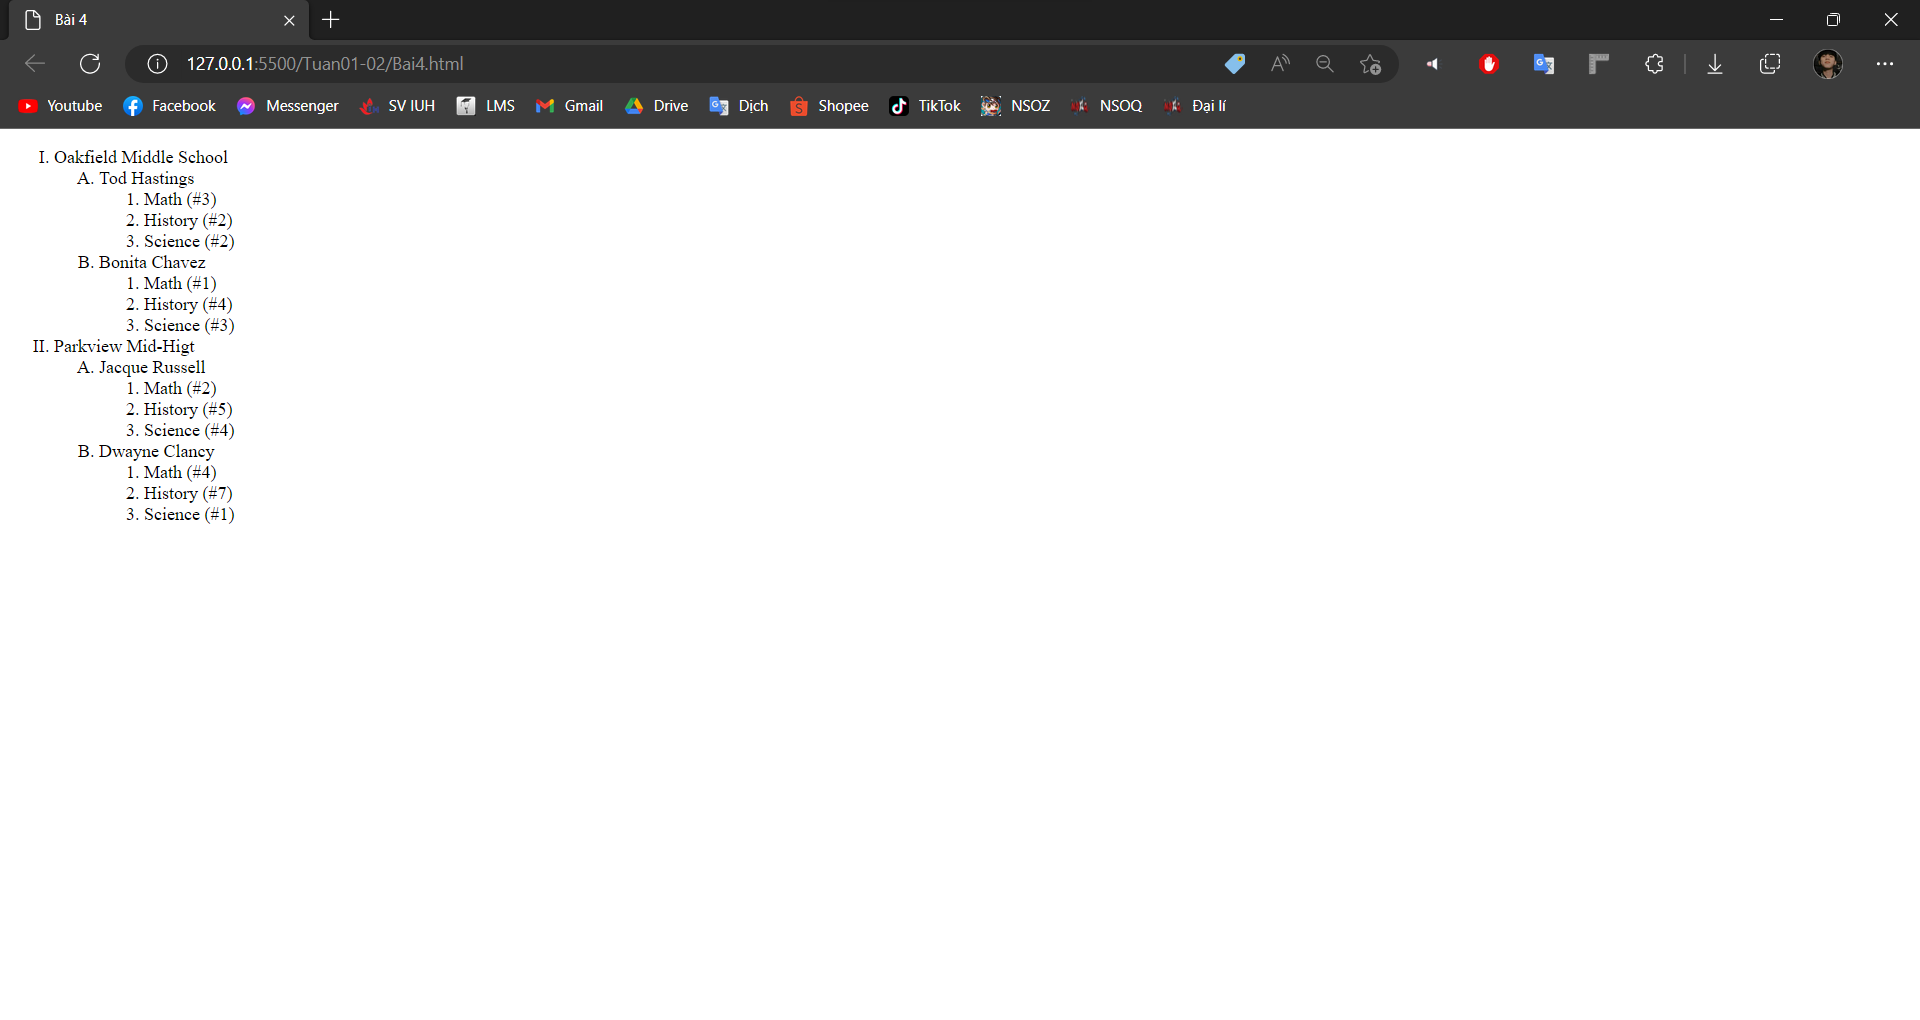 Bài 4
127.0.0.1:5500/Tuan01-02/Bai4.html
Youtube Facebook Messenger SV IUH LMS Gmail Drive Dịch Shopee TikTok NSOZ NSOQ Đại lí
I. Oakfield Middle School
A. Tod Hastings
1. Math (#3)
2. History (#2)
3. Science (#2)
B. Bonita Chavez
1. Math (#1)
2. History (#4)
3. Science (#3)
II. Parkview Mid-Higt
A. Jacque Russell
1. Math (#2)
2. History (#5)
3. Science (#4)
B. Dwayne Clancy
1. Math (#4)
2. History (#7)
3. Science (#1)